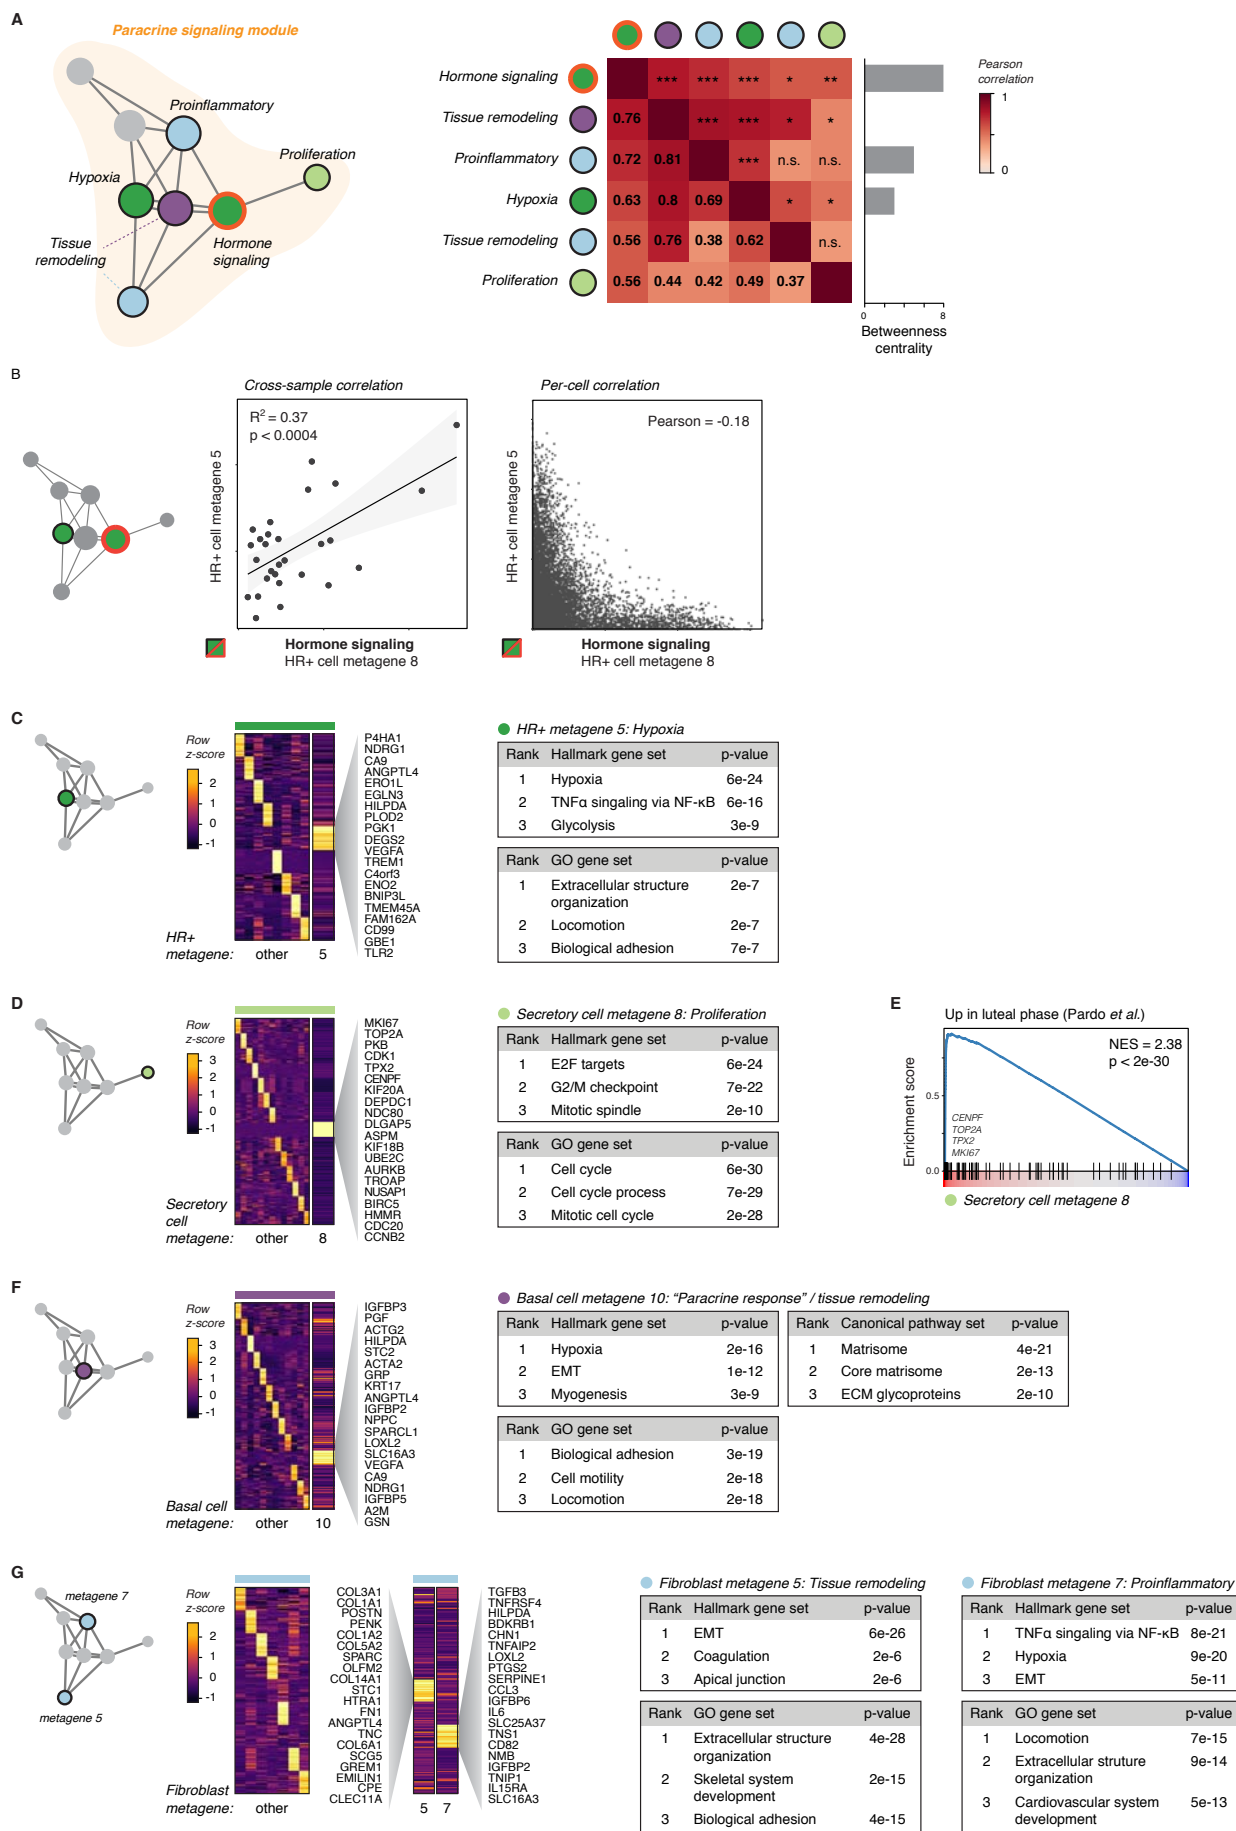 A
Paracrine signaling module
Proinflammatory
Proliferation
Hypoxia
Tissue
remodeling
Hormone
signaling
Hormone signaling
*** *** *** * **
Tissue remodeling
0.76 *** *** * *
Proinflammatory
0.72 0.81 *** n.s. n.s.
Hypoxia
0.63 0.8 0.69 * *
Tissue remodeling
0.56 0.76 0.38 0.62 n.s.
Proliferation
0.56 0.44 0.42 0.49 0.37
0 8
Betweenness
centrality
Pearson
correlation
1
0
B
Cross-sample correlation
R² = 0.37
p < 0.0004
HR+ cell metagene 5
Hormone signaling
HR+ cell metagene 8
Per-cell correlation
Pearson = -0.18
HR+ cell metagene 5
Hormone signaling
HR+ cell metagene 8
C
Row
z-score
2
1
0
-1
HR+
metagene: other 5
P4HA1
NDRG1
CA9
ANGPTL4
ERO1L
EGLN3
HILPDA
PLOD2
PGK1
DEGS2
VEGFA
TREM1
C4orf3
ENO2
BNIP3L
TMEM45A
FAM162A
CD99
GBE1
TLR2
HR+ metagene 5: Hypoxia
Rank Hallmark gene set p-value
1 Hypoxia 6e-24
2 TNFα singaling via NF-κB 6e-16
3 Glycolysis 3e-9
Rank GO gene set p-value
1 Extracellular structure 2e-7
organization
2 Locomotion 2e-7
3 Biological adhesion 7e-7
D
Row
z-score
3
2
1
0
-1
Secretory
cell
metagene: other 8
MKI67
TOP2A
PKB
CDK1
TPX2
CENPF
KIF20A
DEPDC1
NDC80
DLGAP5
ASPM
KIF18B
UBE2C
AURKB
TROAP
NUSAP1
BIRC5
HMMR
CDC20
CCNB2
Secretory cell metagene 8: Proliferation
Rank Hallmark gene set p-value
1 E2F targets 6e-24
2 G2/M checkpoint 7e-22
3 Mitotic spindle 2e-10
Rank GO gene set p-value
1 Cell cycle 6e-30
2 Cell cycle process 7e-29
3 Mitotic cell cycle 2e-28
E
Up in luteal phase (Pardo et al.)
NES = 2.38
p < 2e-30
Enrichment score
0.5
0.0
CENPF
TOP2A
TPX2
MKI67
Secretory cell metagene 8
F
Row
z-score
3
2
1
0
-1
Basal cell
metagene: other 10
IGFBP3
PGF
ACTG2
HILPDA
STC2
ACTA2
GRP
KRT17
ANGPTL4
IGFBP2
NPPC
SPARCL1
LOXL2
SLC16A3
VEGFA
CA9
NDRG1
IGFBP5
A2M
GSN
Basal cell metagene 10: “Paracrine response” / tissue remodeling
Rank Hallmark gene set p-value
1 Hypoxia 2e-16
2 EMT 1e-12
3 Myogenesis 3e-9
Rank Canonical pathway set p-value
1 Matrisome 4e-21
2 Core matrisome 2e-13
3 ECM glycoproteins 2e-10
Rank GO gene set p-value
1 Biological adhesion 3e-19
2 Cell motility 2e-18
3 Locomotion 2e-18
G
metagene 7
metagene 5
Row
z-score
2
1
0
-1
Fibroblast
metagene: other
COL3A1
COL1A1
POSTN
PENK
COL1A2
COL5A2
SPARC
OLFM2
COL14A1
STC1
HTRA1
FN1
ANGPTL4
TNC
COL6A1
SCG5
GREM1
EMILIN1
CPE
CLEC11A
5 7
TGFB3
TNFRSF4
HILPDA
BDKRB1
CHN1
TNFAIP2
LOXL2
PTGS2
SERPINE1
CCL3
IGFBP6
IL6
SLC25A37
TNS1
CD82
NMB
IGFBP2
TNIP1
IL15RA
SLC16A3
Fibroblast metagene 5: Tissue remodeling
Rank Hallmark gene set p-value
1 EMT 6e-26
2 Coagulation 2e-6
3 Apical junction 2e-6
Rank GO gene set p-value
1 Extracellular structure 4e-28
organization
2 Skeletal system 2e-15
development
3 Biological adhesion 4e-15
Fibroblast metagene 7: Proinflammatory
Rank Hallmark gene set p-value
1 TNFα singaling via NF-κB 8e-21
2 Hypoxia 9e-20
3 EMT 5e-11
Rank GO gene set p-value
1 Locomotion 7e-15
2 Extracellular struture 9e-14
organization
3 Cardiovascular system 5e-13
development